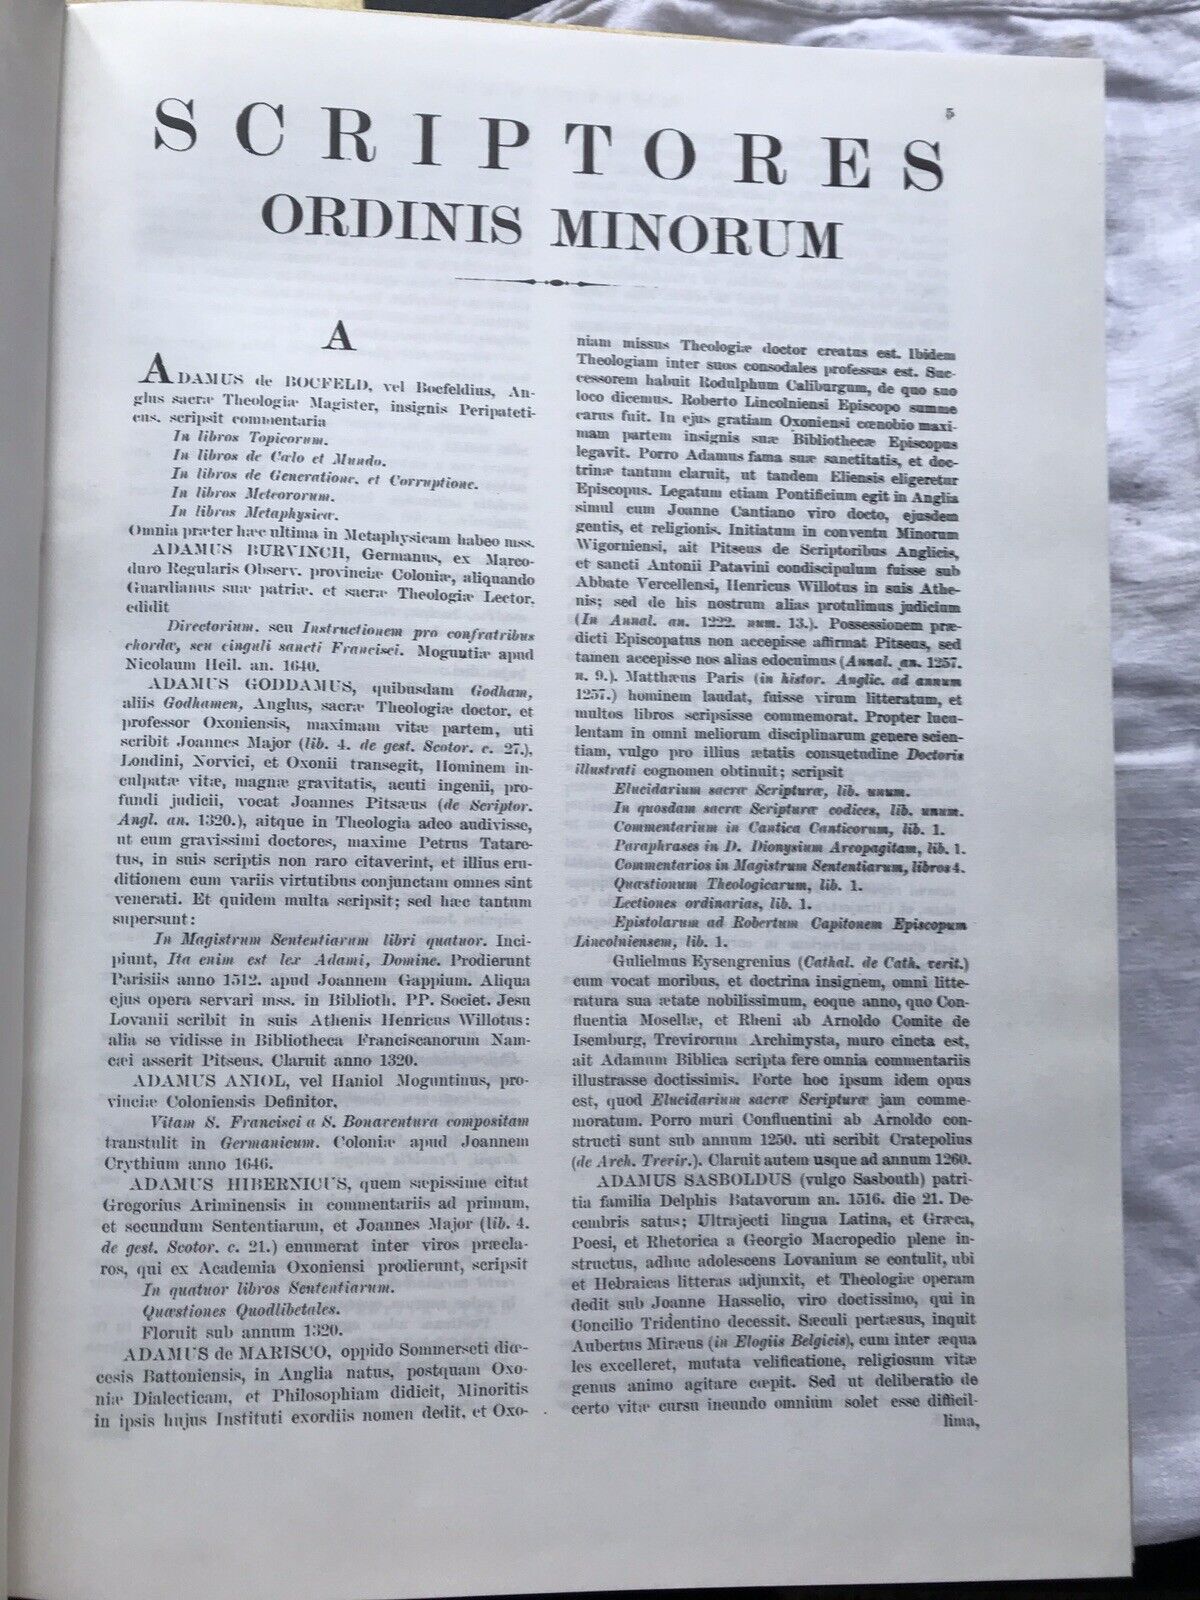 5
SCRIPTORES
ORDINIS MINORUM
A
ADAMUS de BOCFELD, vel Bocfeldius, An-
glus sacræ Theologiæ Magister, insignis Peripateti-
cus, scripsit commentaria
In libros Topicorum.
In libros de Cœlo et Mundo.
In libros de Generatione, et Corruptione.
In libros Meteororum.
In libros Metaphysicæ.
Omnia præter hæc ultima in Metaphysicam habeo mss.
ADAMUS BURVINCH, Germanus, ex Marco-
duro Regularis Observ. provinciæ Coloniæ, aliquando
Guardianus suæ patriæ, et sacræ Theologiæ Lector,
edidit
Directorium, seu Instructionem pro confratribus
chordæ, seu cinguli sancti Francisci. Moguntiæ apud
Nicolaum Heil. an. 1640.
ADAMUS GODDAMUS, quibusdam Godham,
aliis Godhamen, Anglus, sacræ Theologiæ doctor, et
professor Oxoniensis, maximam vitæ partem, uti
scribit Joannes Major (lib. 4. de gest. Scotor. c. 27.),
Londini, Norvici, et Oxonii transegit, Hominem in-
culpatæ vitæ, magnæ gravitatis, acuti ingenii, pro-
fundi judicii, vocat Joannes Pitsæus (de Scriptor.
Angl. an. 1320.), aitque in Theologia adeo audivisse,
ut eum gravissimi doctores, maxime Petrus Tatare-
tus, in suis scriptis non raro citaverint, et illius eru-
ditionem cum variis virtutibus conjunctam omnes sint
venerati. Et quidem multa scripsit; sed hæc tantum
supersunt:
In Magistrum Sententiarum libri quatuor. Inci-
piunt, Ita enim est lex Adami, Domine. Prodierunt
Parisiis anno 1512. apud Joannem Gappium. Aliqua
ejus opera servari mss. in Biblioth. PP. Societ. Jesu
Lovanii scribit in suis Athenis Henricus Willotus:
alia se vidisse in Bibliotheca Franciscanorum Nam-
cæi asserit Pitseus. Claruit anno 1320.
ADAMUS ANIOL, vel Haniol Moguntinus, pro-
vinciæ Coloniensis Definitor,
Vitam S. Francisci a S. Bonaventura compositam
transtulit in Germanicum. Coloniæ apud Joannem
Crythium anno 1646.
ADAMUS HIBERNICUS, quem sæpissime citat
Gregorius Ariminensis in commentariis ad primum,
et secundum Sententiarum, et Joannes Major (lib. 4.
de gest. Scotor. c. 21.) enumerat inter viros præcla-
ros, qui ex Academia Oxoniensi prodierunt, scripsit
In quatuor libros Sententiarum.
Quæstiones Quodlibetales.
Floruit sub annum 1320.
ADAMUS de MARISCO, oppido Sommerseti diœ-
cesis Battoniensis, in Anglia natus, postquam Oxo-
niæ Dialecticam, et Philosophiam didicit, Minoritis
in ipsis hujus Instituti exordiis nomen dedit, et Oxo-
niam missus Theologiæ doctor creatus est. Ibidem
Theologiam inter suos consodales professus est. Suc-
cessorem habuit Rodulphum Caliburgum, de quo suo
loco dicemus. Roberto Lincolniensi Episcopo summe
carus fuit. In ejus gratiam Oxoniensi cœnobio maxi-
mam partem insignis suæ Bibliothecæ Episcopus
legavit. Porro Adamus fama suæ sanctitatis, et doc-
trinæ tantum claruit, ut tandem Eliensis eligeretur
Episcopus. Legatum etiam Pontificium egit in Anglia
simul cum Joanne Cantiano viro docto, ejusdem
gentis, et religionis. Initiatum in conventu Minorum
Wigorniensi, ait Pitseus de Scriptoribus Anglicis,
et sancti Antonii Patavini condiscipulum fuisse sub
Abbate Vercellensi, Henricus Willotus in suis Athe-
nis; sed de his nostrum alias protulimus judicium
(In Annal. an. 1222. num. 13.). Possessionem præ-
dicti Episcopatus non accepisse affirmat Pitseus, sed
tamen accepisse nos alias edocuimus (Annal. an. 1257.
n. 9.). Matthæus Paris (in histor. Anglic. ad annum
1257.) hominem laudat, fuisse virum litteratum, et
multos libros scripsisse commemorat. Propter lucu-
lentam in omni meliorum disciplinarum genere scien-
tiam, vulgo pro illius ætatis consuetudine Doctoris
illustrati cognomen obtinuit; scripsit
Elucidarium sacræ Scripturæ, lib. unum.
In quosdam sacræ Scripturæ codices, lib. unum.
Commentarium in Cantica Canticorum, lib. 1.
Paraphrases in D. Dionysium Areopagitam, lib. 1.
Commentarios in Magistrum Sententiarum, libros 4.
Quæstionum Theologicarum, lib. 1.
Lectiones ordinarias, lib. 1.
Epistolarum ad Robertum Capitonem Episcopum
Lincolniensem, lib. 1.
Gulielmus Eysengrenius (Cathal. de Cath. verit.)
eum vocat moribus, et doctrina insignem, omni litte-
ratura sua ætate nobilissimum, eoque anno, quo Con-
fluentia Mosellæ, et Rheni ab Arnoldo Comite de
Isemburg, Trevirorum Archimysta, muro cincta est,
ait Adamum Biblica scripta fere omnia commentariis
illustrasse doctissimis. Forte hoc ipsum idem opus
est, quod Elucidarium sacræ Scripturæ jam comme-
moratum. Porro muri Confluentini ab Arnoldo con-
structi sunt sub annum 1250. uti scribit Cratepolius
(de Arch. Trevir.). Claruit autem usque ad annum 1260.
ADAMUS SASBOLDUS (vulgo Sasbouth) patri-
tia familia Delphis Batavorum an. 1516. die 21. De-
cembris satus; Ultrajecti lingua Latina, et Græca,
Poesi, et Rhetorica a Georgio Macropedio plene in-
structus, adhuc adolescens Lovanium se contulit, ubi
et Hebraicas litteras adjunxit, et Theologiæ operam
dedit sub Joanne Hasselio, viro doctissimo, qui in
Concilio Tridentino decessit. Sæculi pertæsus, inquit
Aubertus Miræus (in Elogiis Belgicis), cum inter æqua
les excelleret, mutata velificatione, religiosum vitæ
genus animo agitare cœpit. Sed ut deliberatio de
certo vitæ cursu ineundo omnium solet esse difficil-
lima,